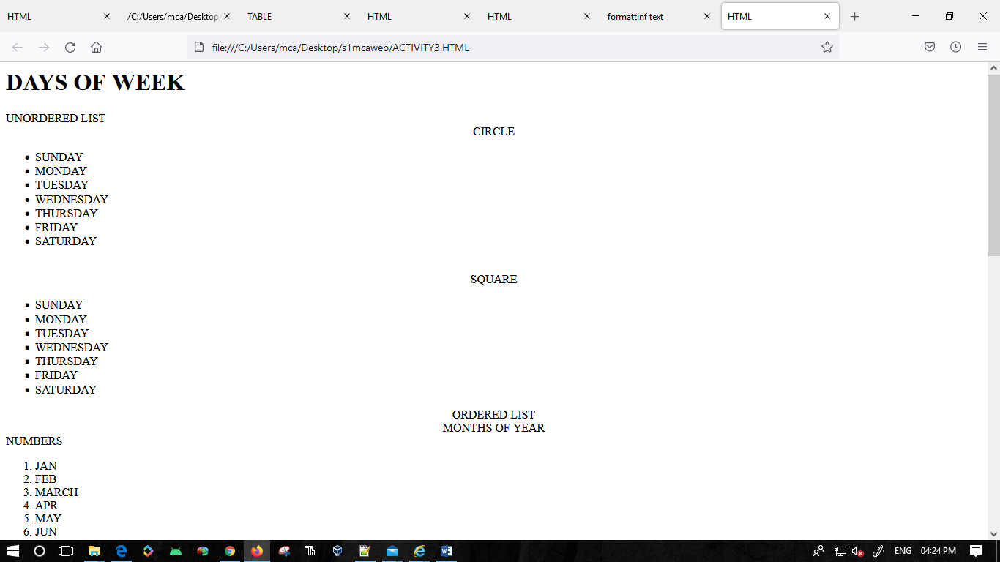 HTML
/C:/Users/mca/Desktop/
TABLE
HTML
HTML
formattinf text
HTML
file:///C:/Users/mca/Desktop/s1mcaweb/ACTIVITY3.HTML
DAYS OF WEEK
UNORDERED LIST
CIRCLE
• SUNDAY
• MONDAY
• TUESDAY
• WEDNESDAY
• THURSDAY
• FRIDAY
• SATURDAY
SQUARE
▪ SUNDAY
▪ MONDAY
▪ TUESDAY
▪ WEDNESDAY
▪ THURSDAY
▪ FRIDAY
▪ SATURDAY
ORDERED LIST
MONTHS OF YEAR
NUMBERS
1. JAN
2. FEB
3. MARCH
4. APR
5. MAY
6. JUN
ENG 04:24 PM